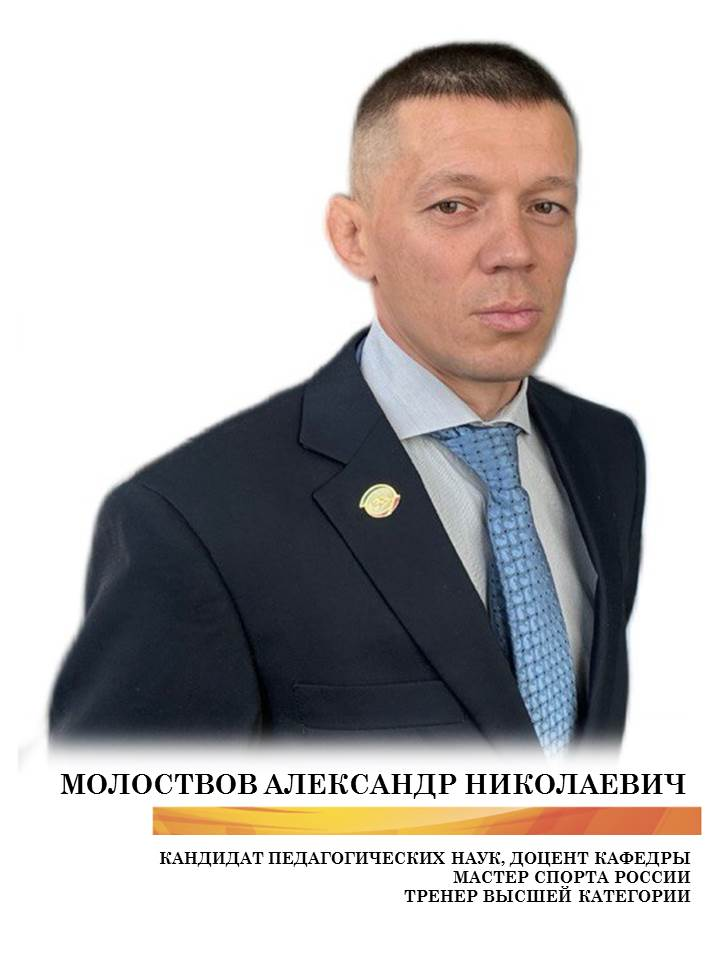 МОЛОСТВОВ АЛЕКСАНДР НИКОЛАЕВИЧ
КАНДИДАТ ПЕДАГОГИЧЕСКИХ НАУК, ДОЦЕНТ КАФЕДРЫ
МАСТЕР СПОРТА РОССИИ
ТРЕНЕР ВЫСШЕЙ КАТЕГОРИИ